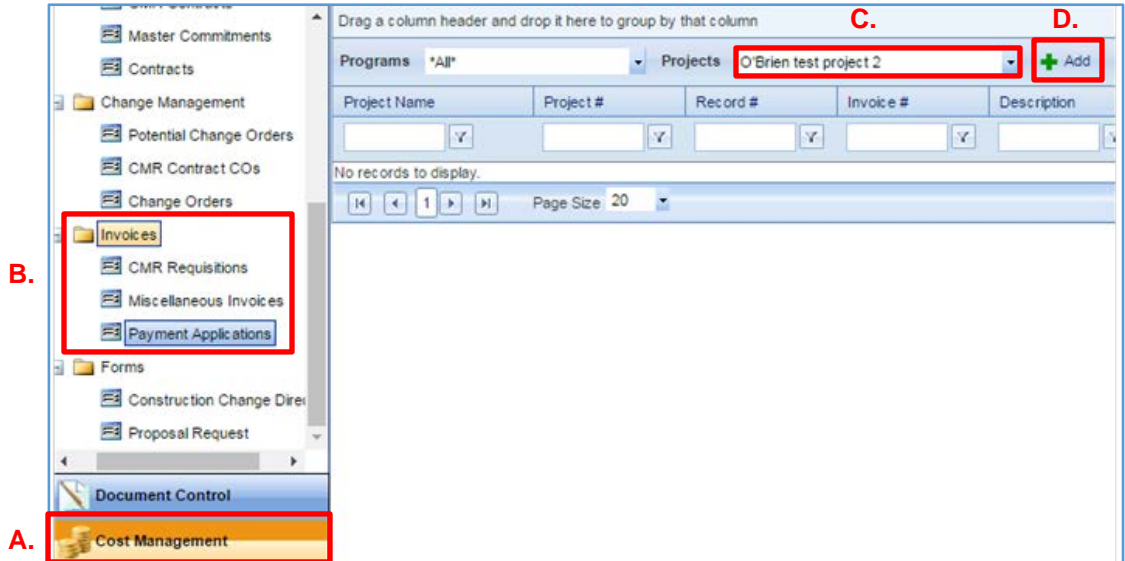 CMR Contracts
Master Commitments
Contracts
Change Management
Potential Change Orders
CMR Contract COs
Change Orders
B.
Invoices
CMR Requisitions
Miscellaneous Invoices
Payment Applications
Forms
Construction Change Dire
Proposal Request
Document Control
A.
Cost Management
Drag a column header and drop it here to group by that column
C.
D.
Programs *All* Projects O'Brien test project 2 Add
Project Name Project # Record # Invoice # Description
No records to display.
1 Page Size 20